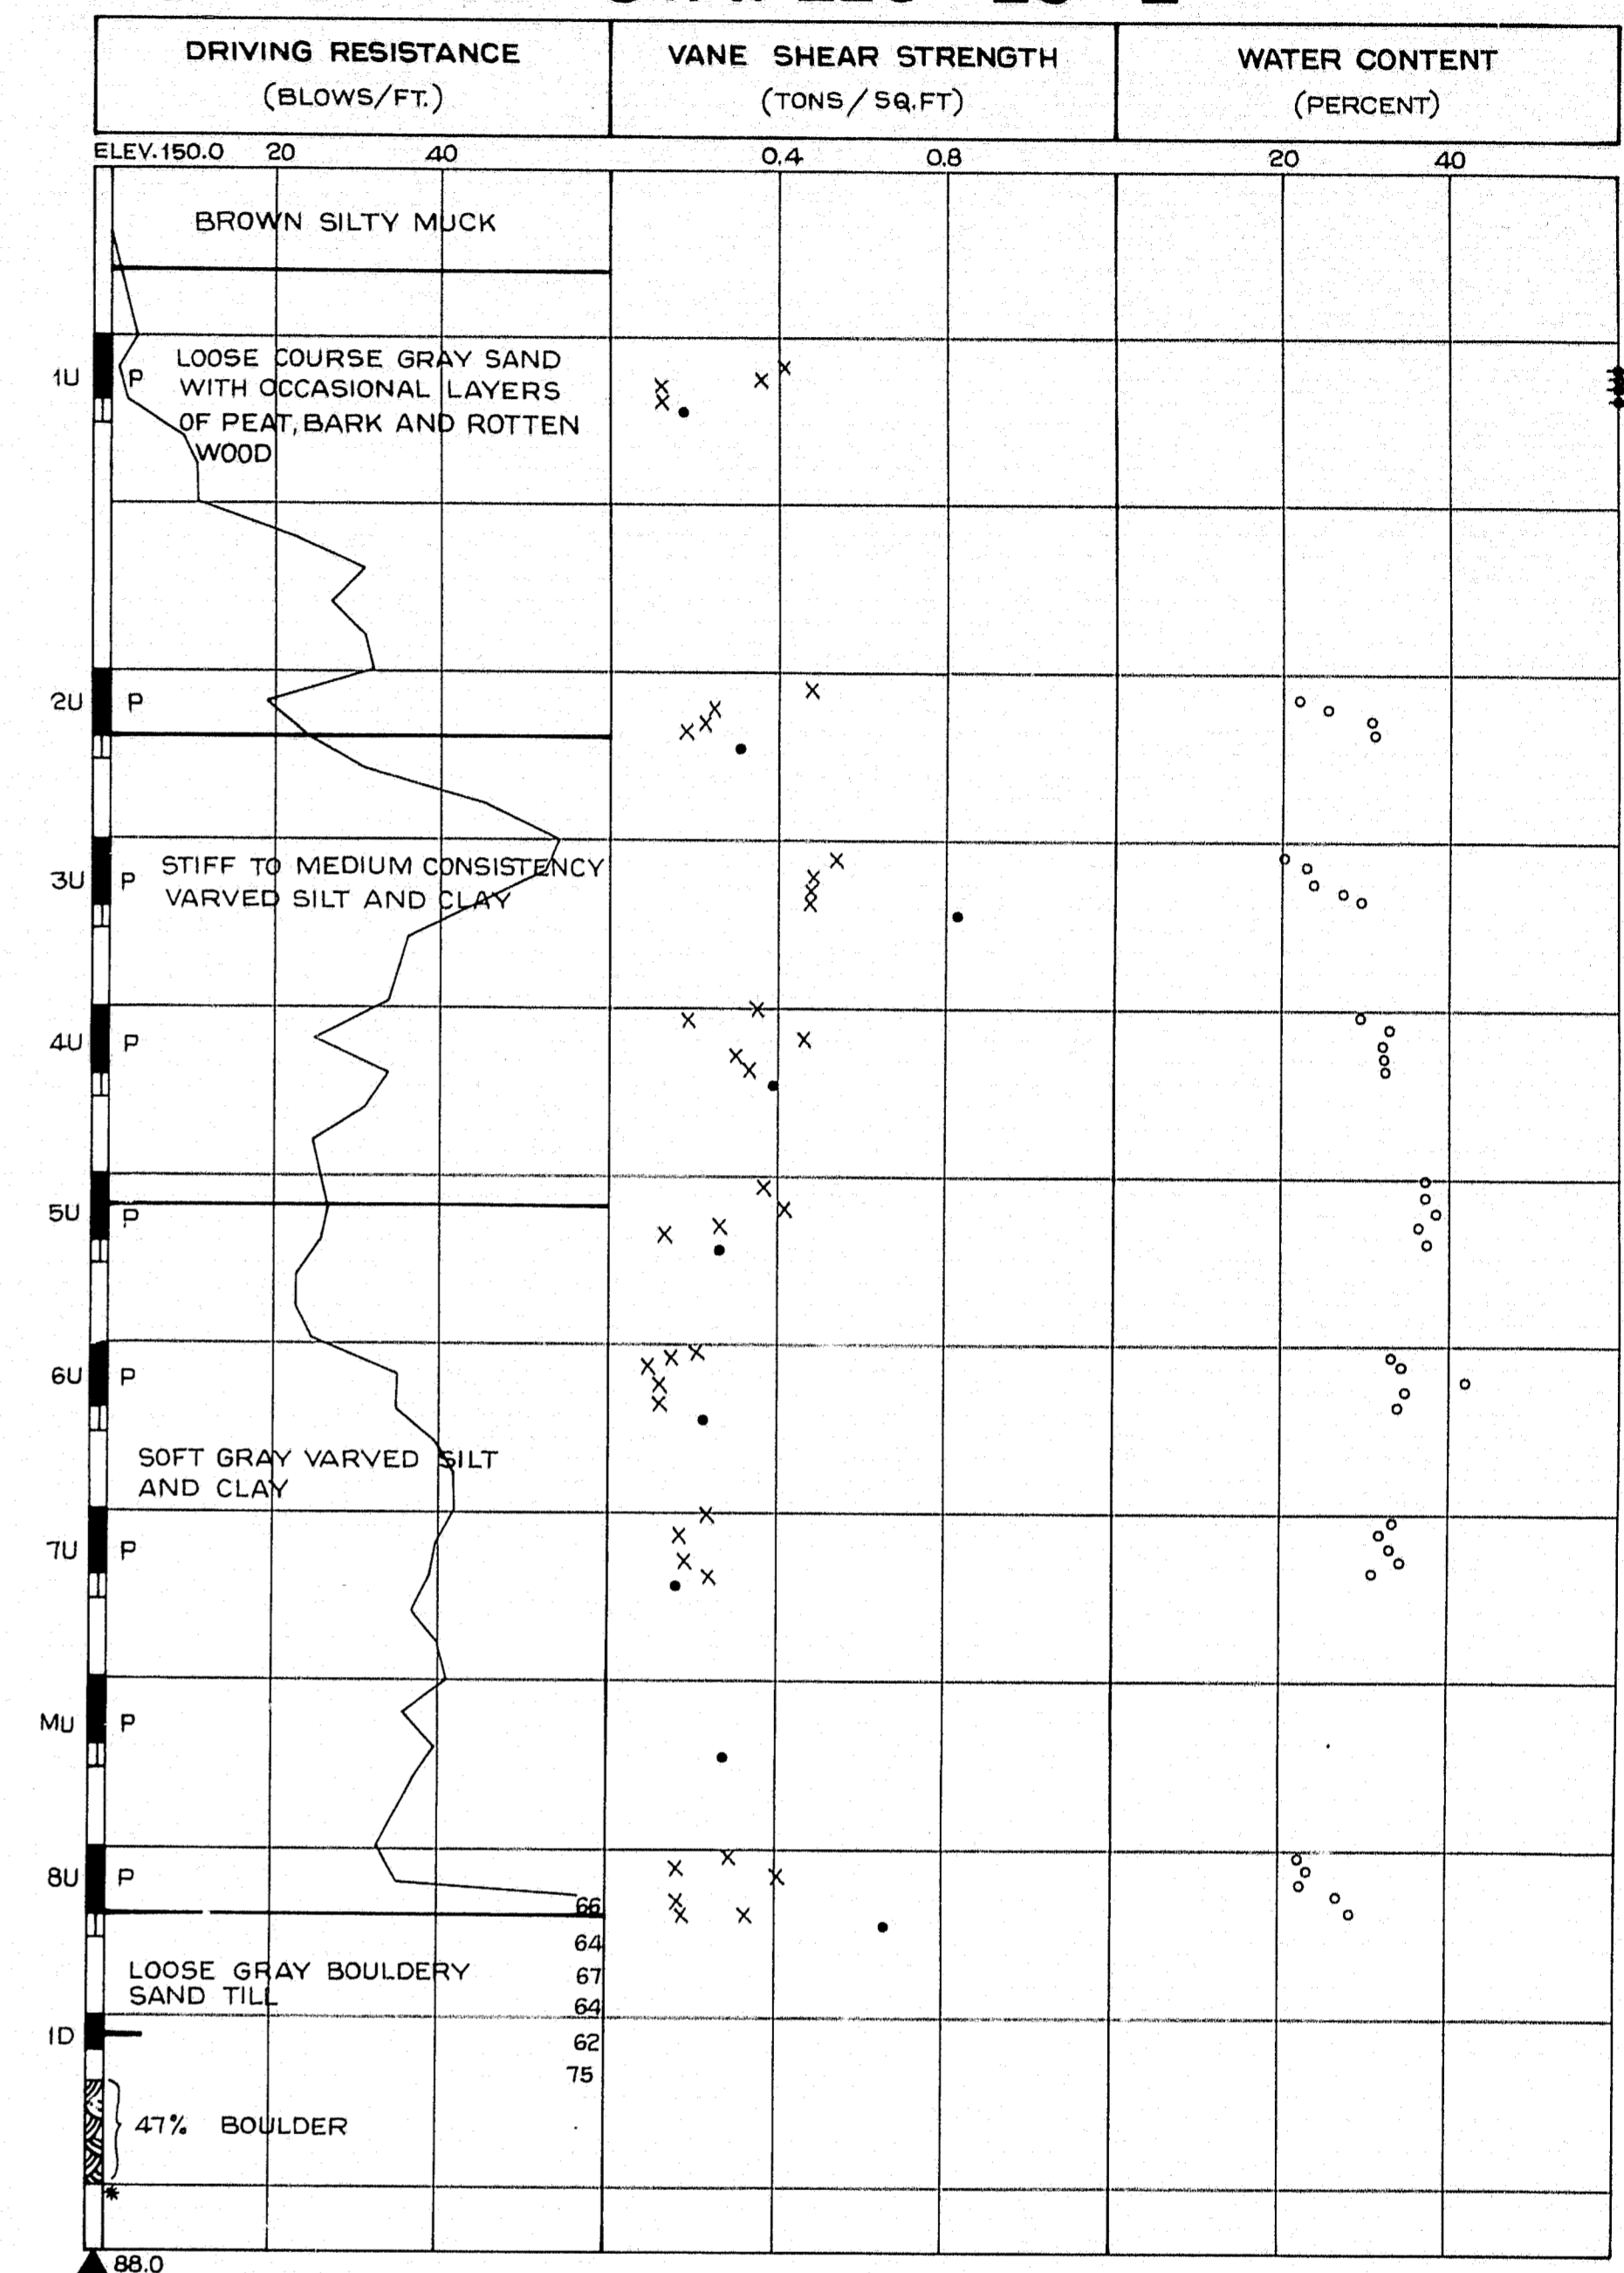 DRIVING RESISTANCE
(BLOWS/FT.)
VANE SHEAR STRENGTH
(TONS/SQ.FT)
WATER CONTENT
(PERCENT)
ELEV.150.0 20 40 0.4 0.8 20 40
BROWN SILTY MUCK
1U P
LOOSE COURSE GRAY SAND
WITH OCCASIONAL LAYERS
OF PEAT, BARK AND ROTTEN
WOOD
2U P
3U P
STIFF TO MEDIUM CONSISTENCY
VARVED SILT AND CLAY
4U P
5U P
6U P
SOFT GRAY VARVED SILT
AND CLAY
7U P
MU P
8U P
66
64
LOOSE GRAY BOULDERY
67
SAND TILL
64
1D
62
75
47% BOULDER
*
88.0